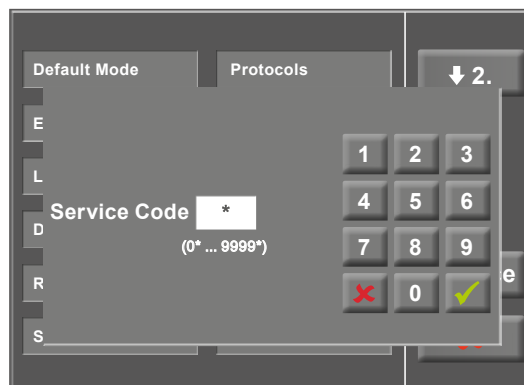 Default Mode
Protocols
2.
E
L
D
R
S
e
Service Code *
(0* ... 9999*)
1 2 3
4 5 6
7 8 9
0